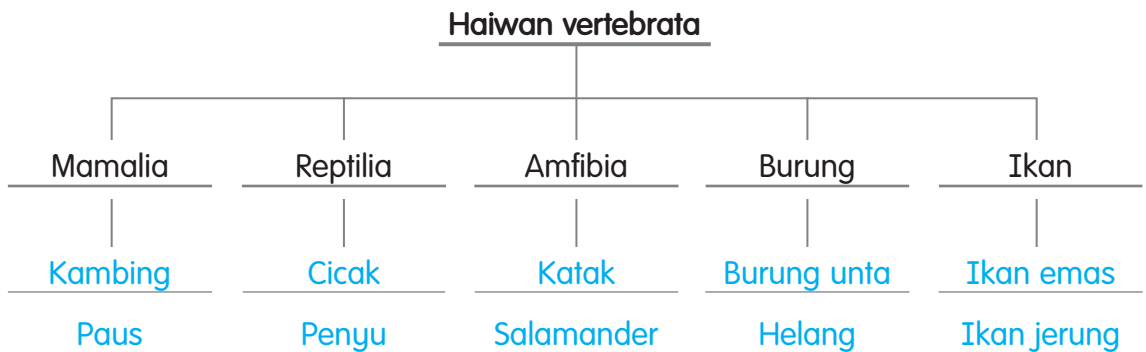 Haiwan vertebrata
Mamalia Reptilia Amfibia Burung Ikan
Kambing Cicak Katak Burung unta Ikan emas
Paus Penyu Salamander Helang Ikan jerung